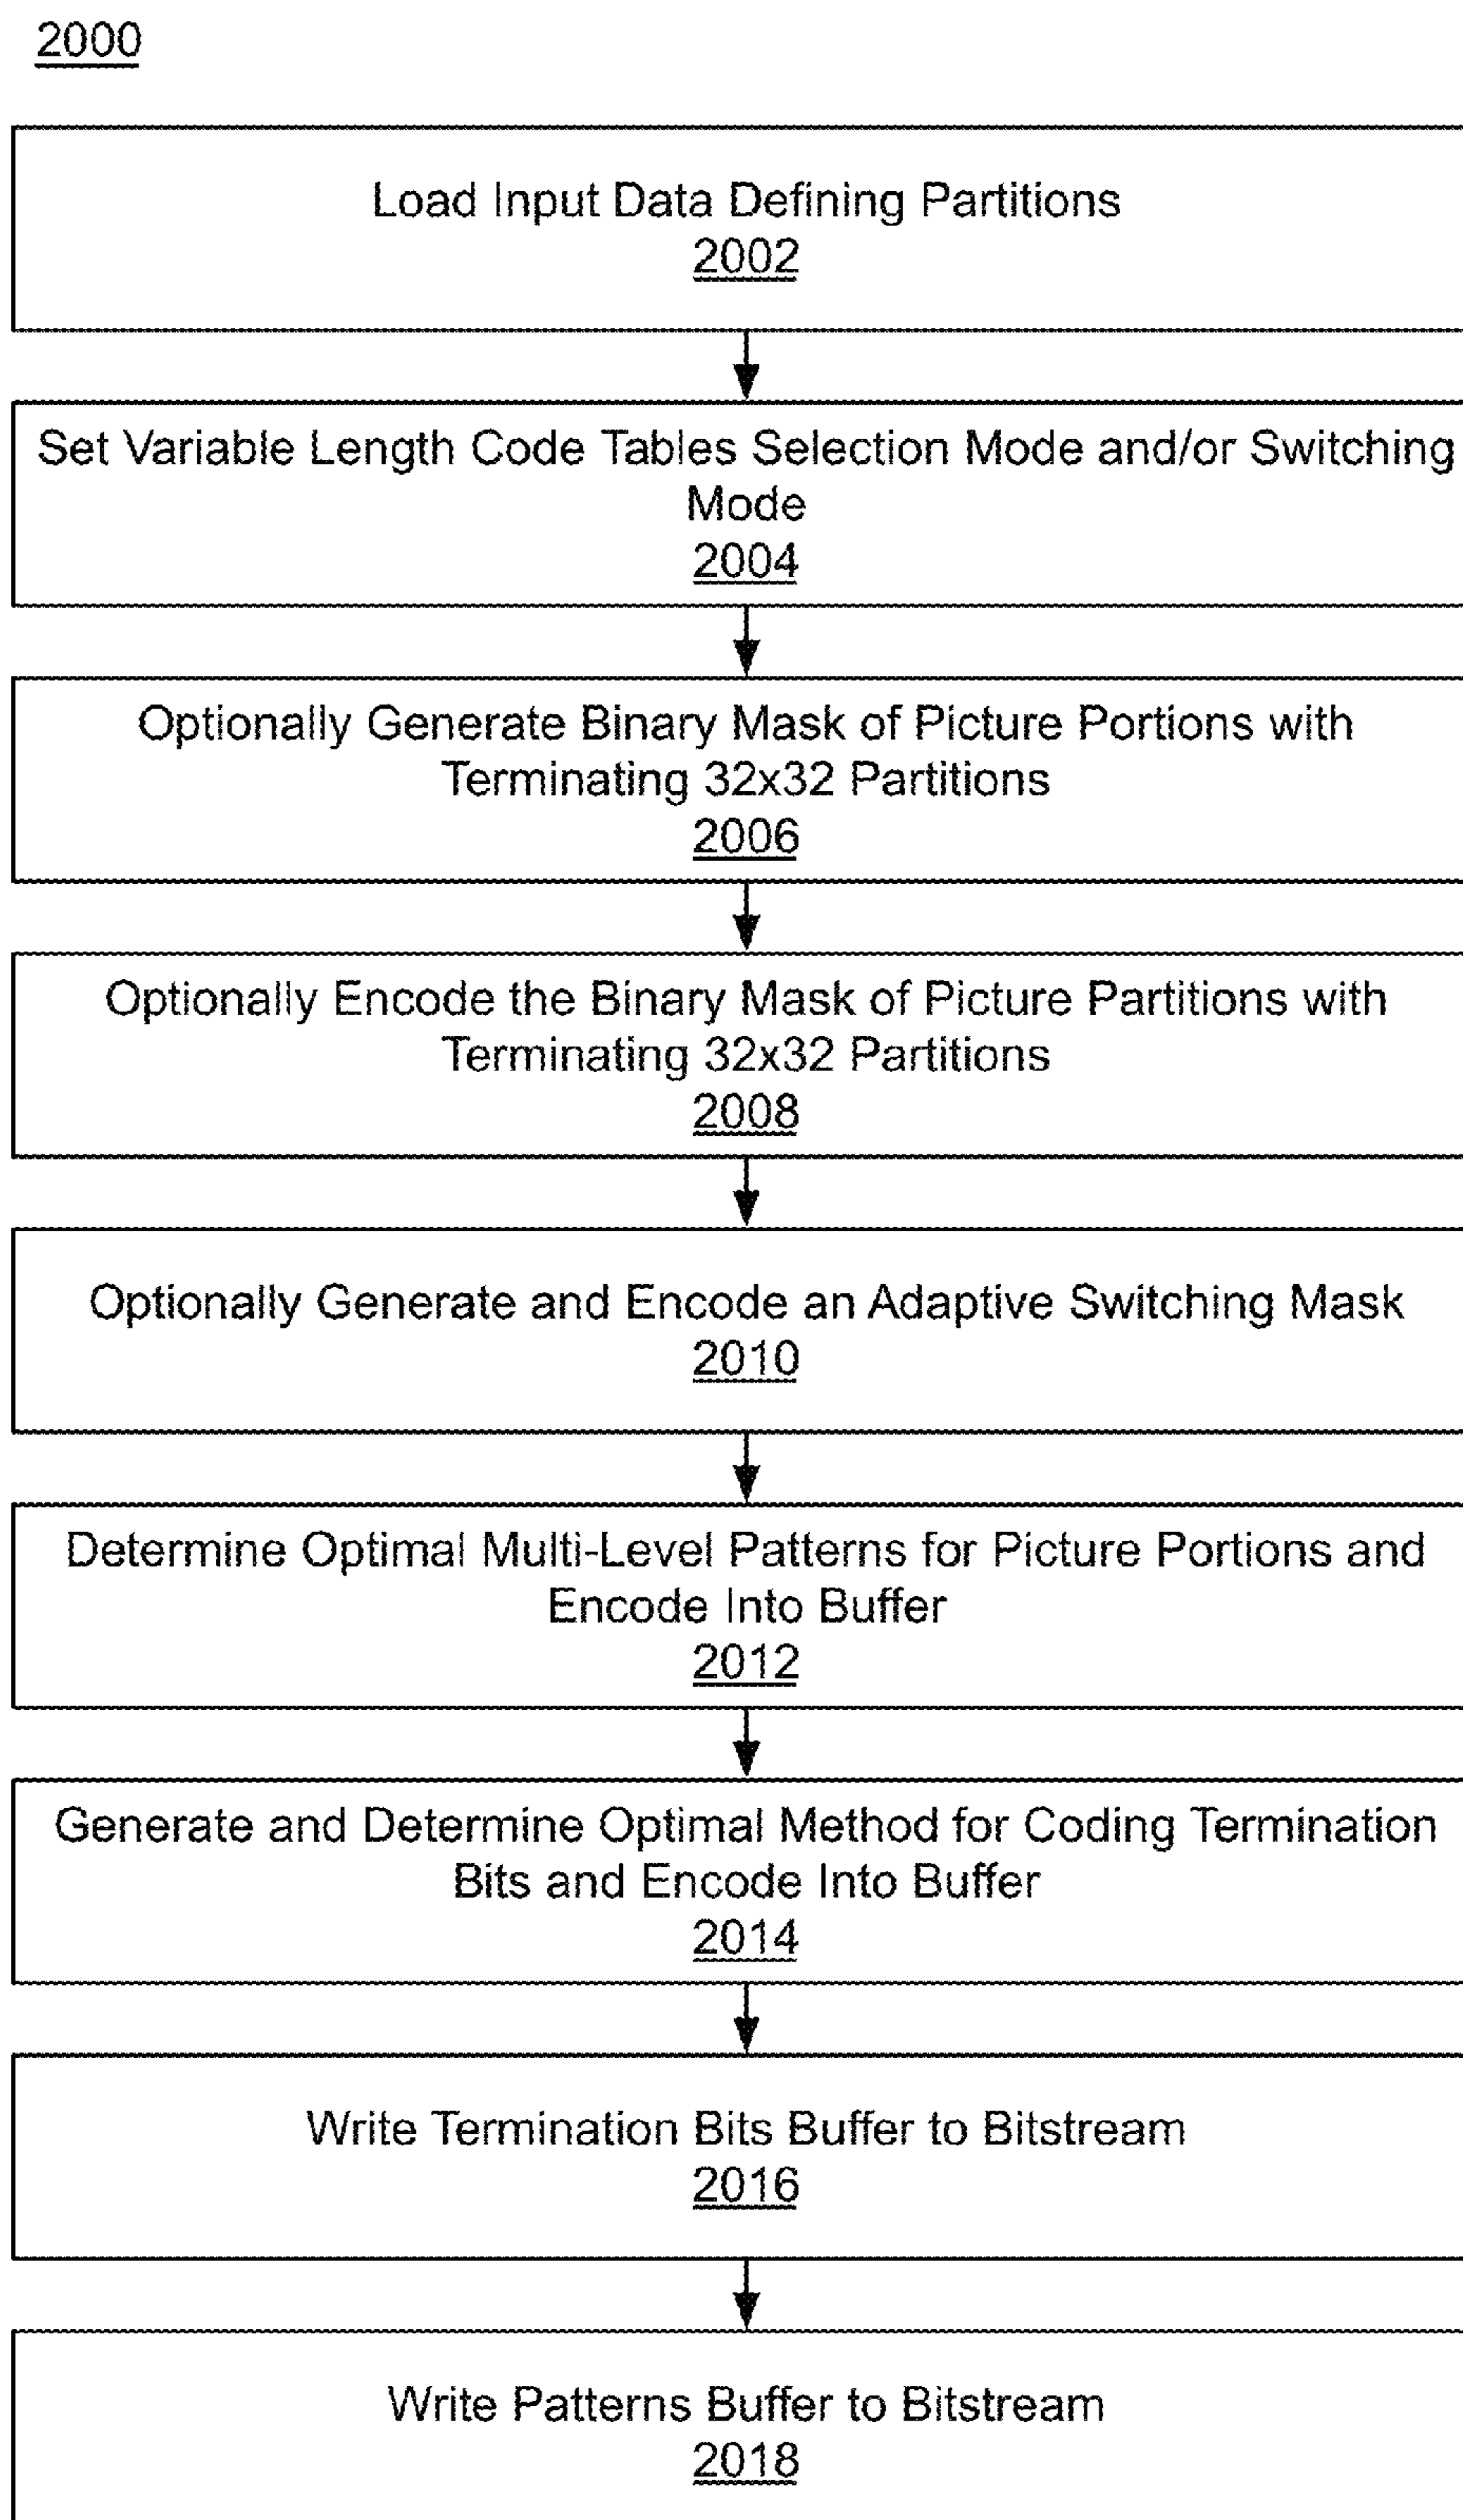 2000
Load Input Data Defining Partitions
2002
Set Variable Length Code Tables Selection Mode and/or Switching
Mode
2004
Optionally Generate Binary Mask of Picture Portions with
Terminating 32x32 Partitions
2006
Optionally Encode the Binary Mask of Picture Partitions with
Terminating 32x32 Partitions
2008
Optionally Generate and Encode an Adaptive Switching Mask
2010
Determine Optimal Multi-Level Patterns for Picture Portions and
Encode Into Buffer
2012
Generate and Determine Optimal Method for Coding Termination
Bits and Encode Into Buffer
2014
Write Termination Bits Buffer to Bitstream
2016
Write Patterns Buffer to Bitstream
2018